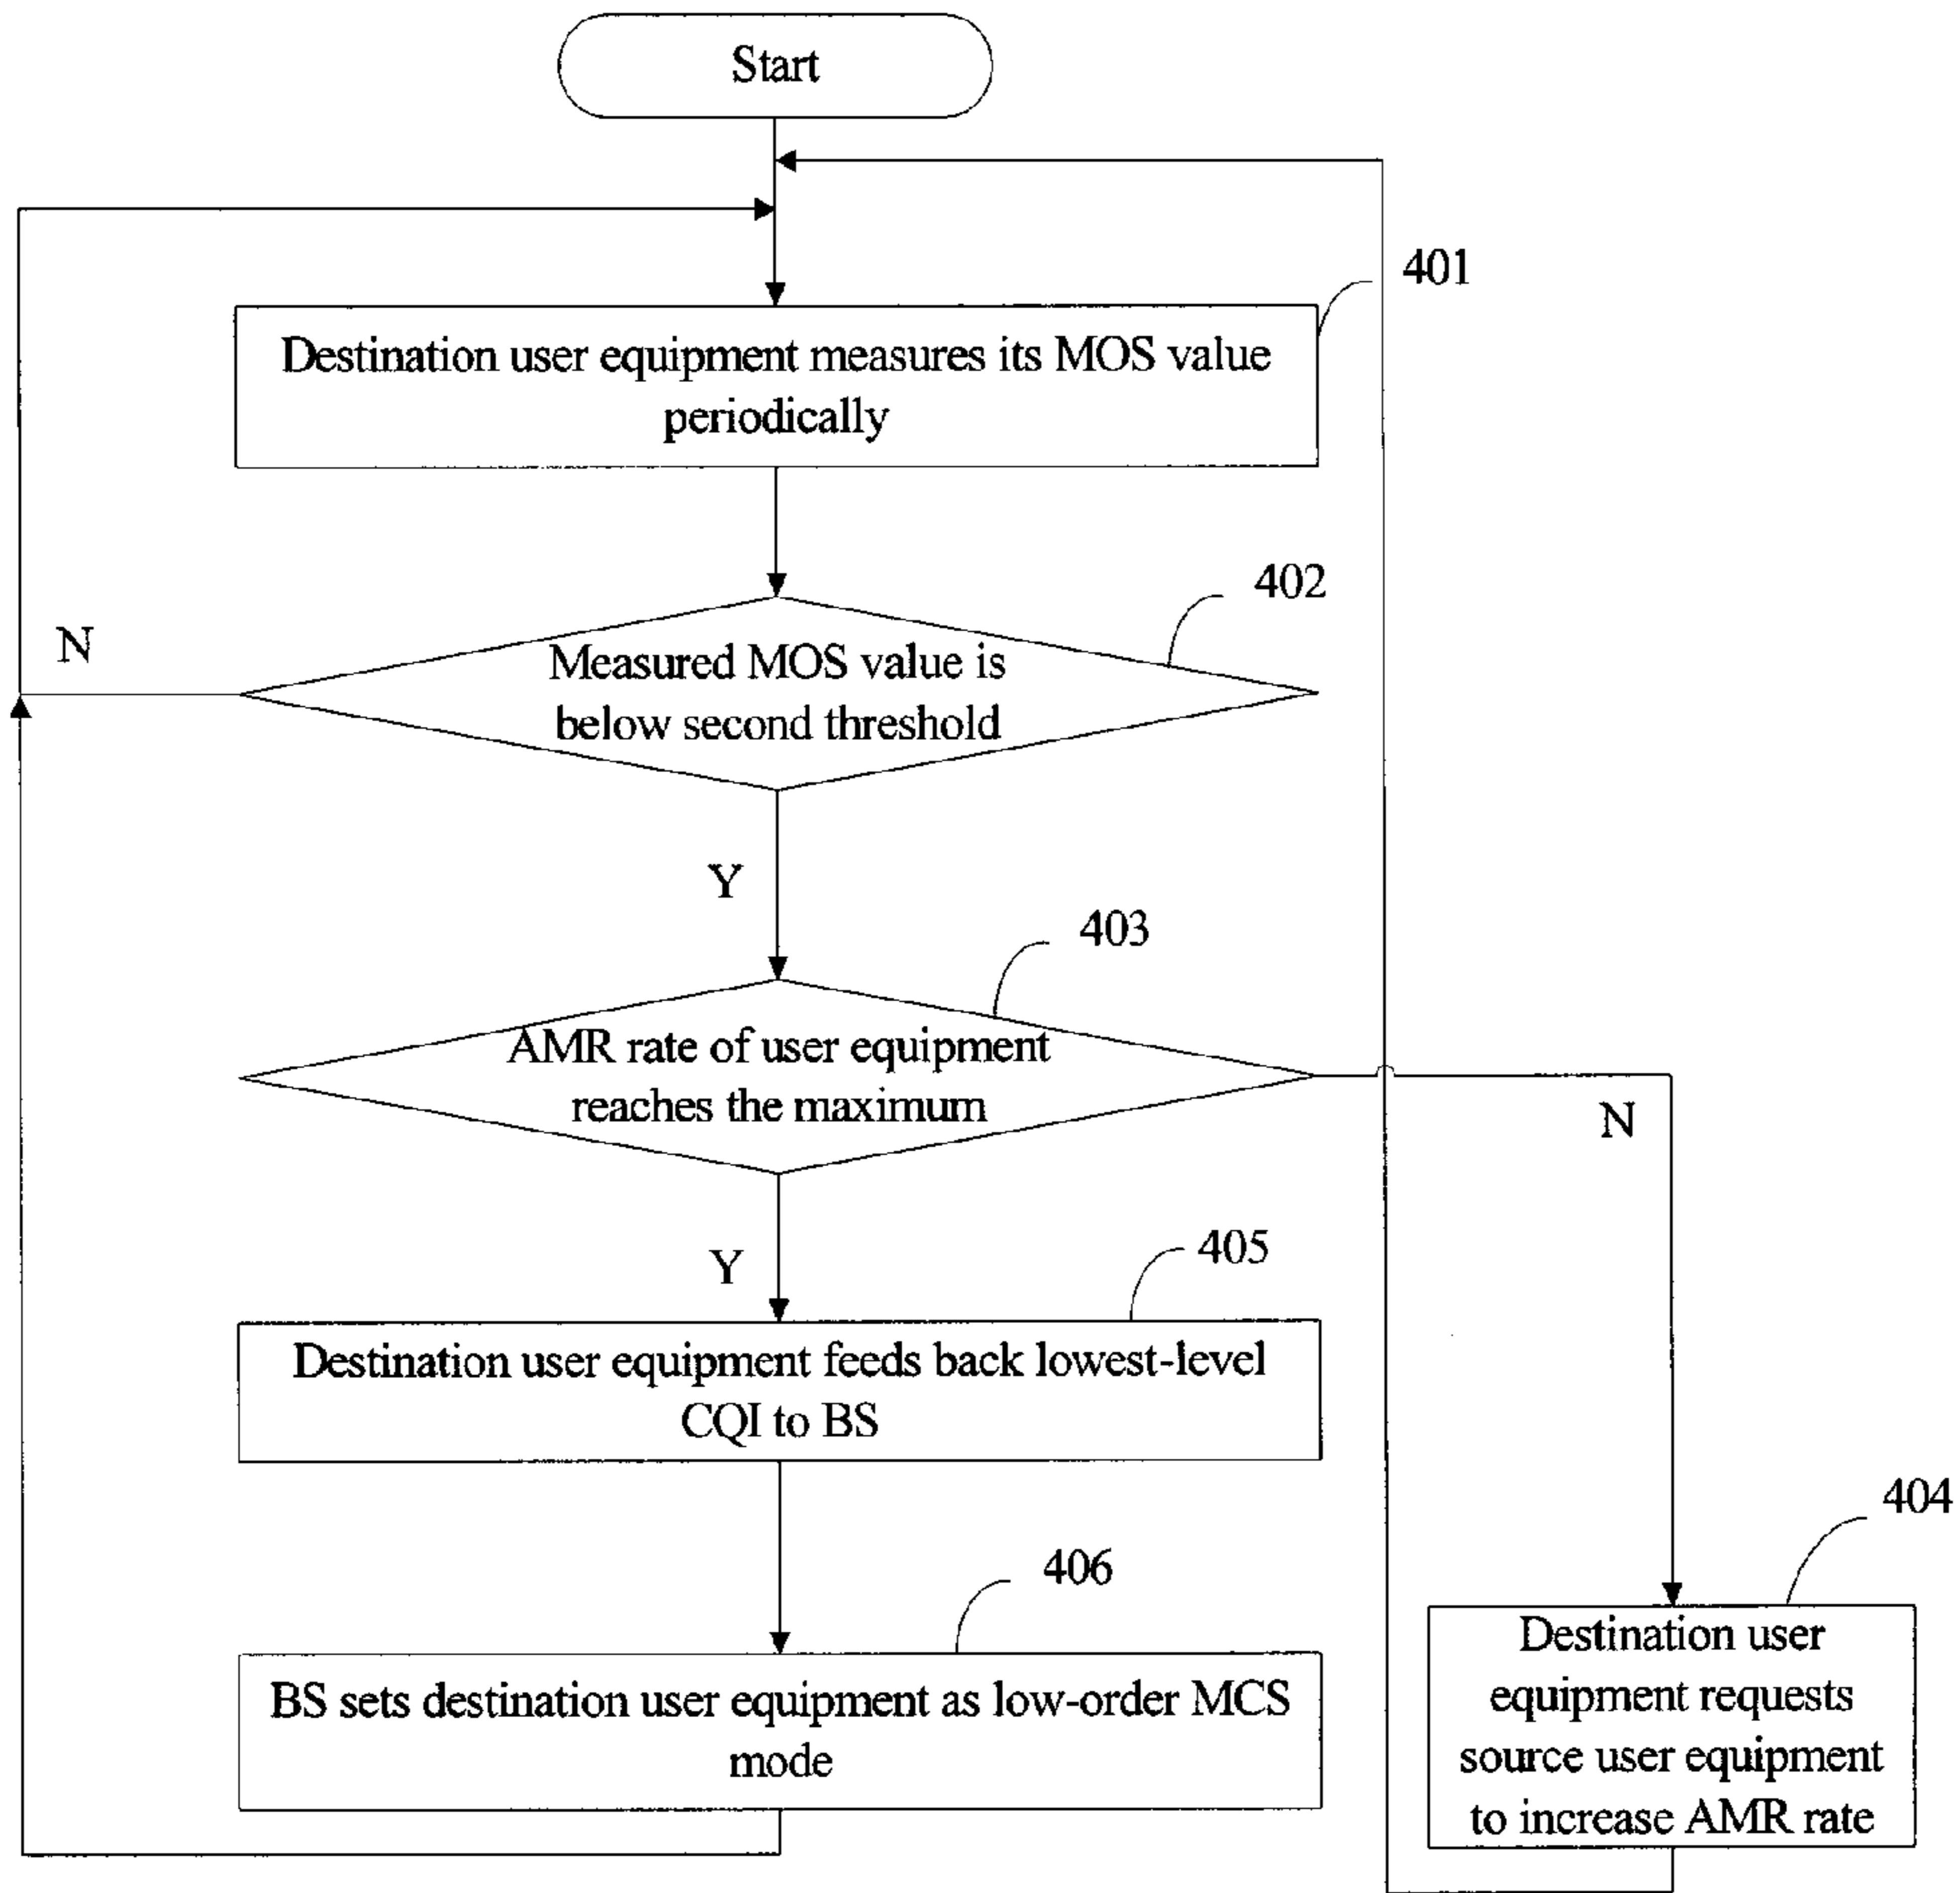 Start
401
Destination user equipment measures its MOS value
periodically
402
N
Measured MOS value is
below second threshold
Y
403
AMR rate of user equipment
reaches the maximum
N
Y
405
Destination user equipment feeds back lowest-level
CQI to BS
404
406
Destination user
equipment requests
source user equipment
to increase AMR rate
BS sets destination user equipment as low-order MCS
mode